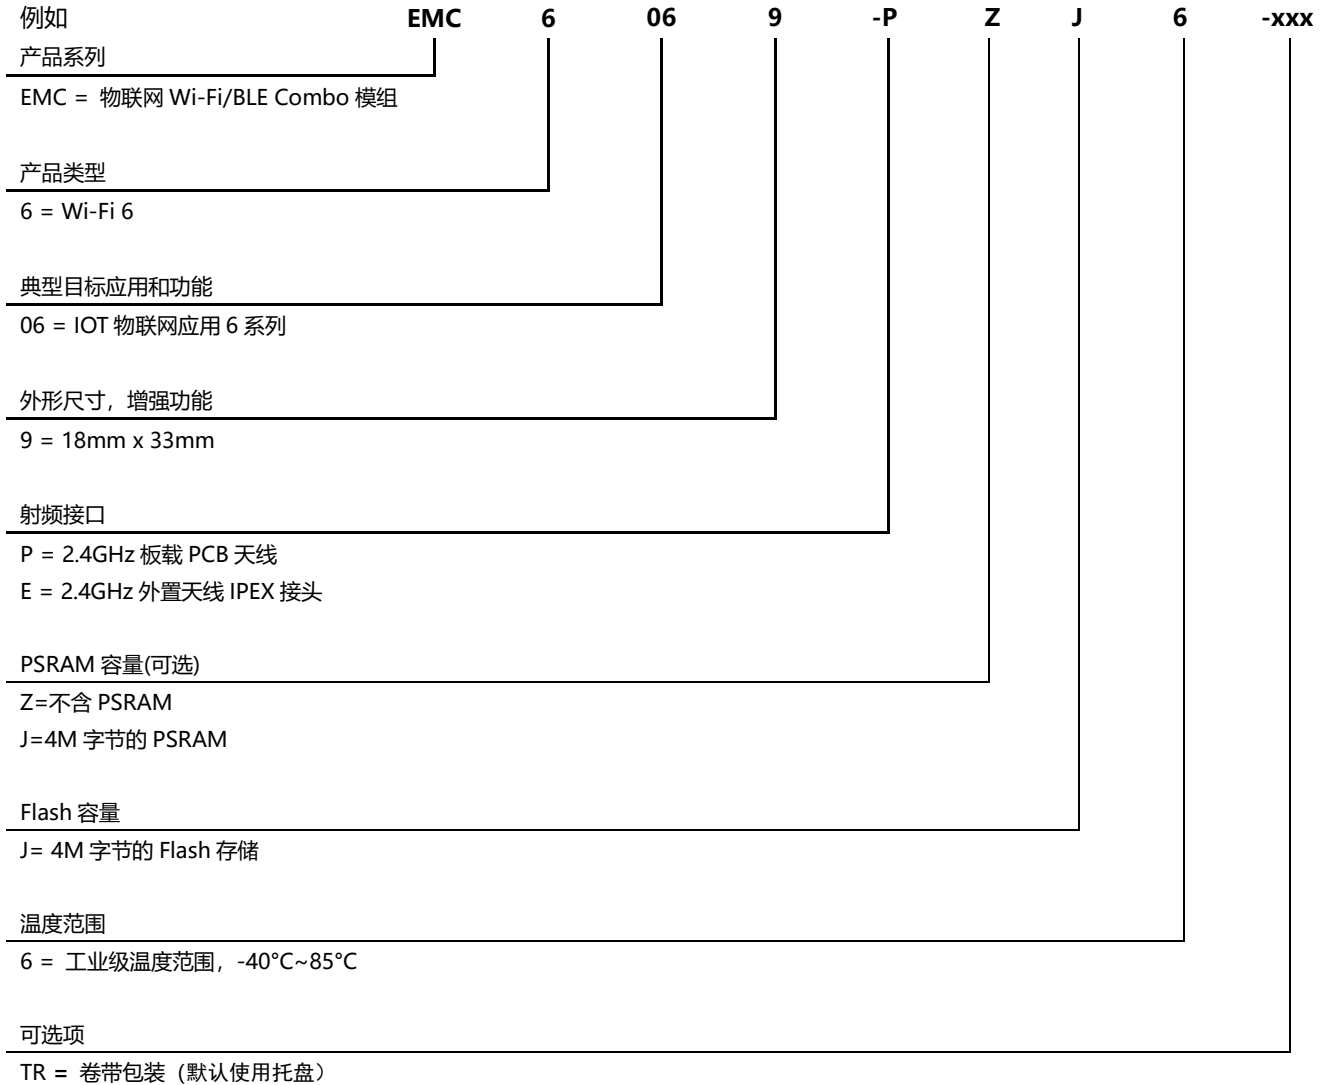 例如 EMC 6 06 9 -P Z J 6 -xxx
产品系列
EMC = 物联网 Wi-Fi/BLE Combo 模组
产品类型
6 = Wi-Fi 6
典型目标应用和功能
06 = IOT 物联网应用 6 系列
外形尺寸，增强功能
9 = 18mm x 33mm
射频接口
P = 2.4GHz 板载 PCB 天线
E = 2.4GHz 外置天线 IPEX 接头
PSRAM 容量(可选)
Z=不含 PSRAM
J=4M 字节的 PSRAM
Flash 容量
J= 4M 字节的 Flash 存储
温度范围
6 = 工业级温度范围，-40°C~85°C
可选项
TR = 卷带包装（默认使用托盘）